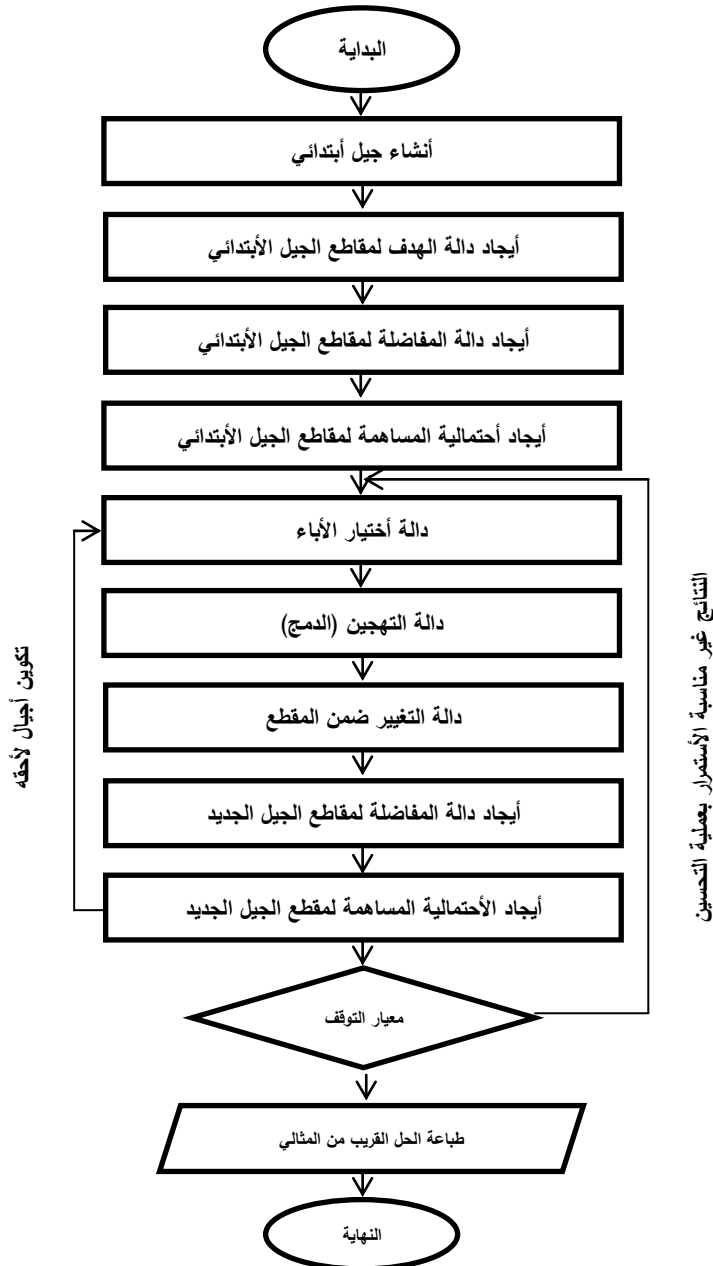 البداية
أنشاء جيل أبتدائي
أيجاد دالة الهدف لمقاطع الجيل الأبتدائي
أيجاد دالة المفاضلة لمقاطع الجيل الأبتدائي
أيجاد أحتمالية المساهمة لمقاطع الجيل الأبتدائي
دالة أختيار الأباء
دالة التهجين (الدمج)
دالة التغيير ضمن المقطع
أيجاد دالة المفاضلة لمقاطع الجيل الجديد
أيجاد الأحتمالية المساهمة لمقطع الجيل الجديد
معيار التوقف
طباعة الحل القريب من المثالي
النهاية
النتائج غير مناسبة الأستمرار بعملية التحسين
تكوين أجيال لأحقه